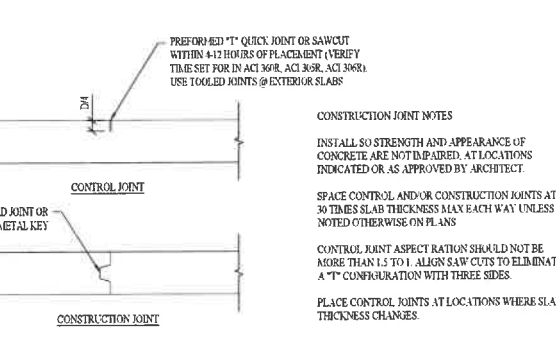 PREFORMED "T" QUICK JOINT OR SAWCUT
WITHIN 4-12 HOURS OF PLACEMENT (VERIFY
TIME SET FOR IN ACI 360R, ACI 305R, ACI 306R).
USE TOOLED JOINTS @ EXTERIOR SLABS
D/4
CONTROL JOINT
D JOINT OR
METAL KEY
CONSTRUCTION JOINT
CONSTRUCTION JOINT NOTES
INSTALL SO STRENGTH AND APPEARANCE OF
CONCRETE ARE NOT IMPAIRED, AT LOCATIONS
INDICATED OR AS APPROVED BY ARCHITECT.
SPACE CONTROL AND/OR CONSTRUCTION JOINTS AT
30 TIMES SLAB THICKNESS MAX EACH WAY UNLESS
NOTED OTHERWISE ON PLANS
CONTROL JOINT ASPECT RATION SHOULD NOT BE
MORE THAN 1.5 TO 1. ALIGN SAW CUTS TO ELIMINAT
A "T" CONFIGURATION WITH THREE SIDES.
PLACE CONTROL JOINTS AT LOCATIONS WHERE SLA
THICKNESS CHANGES.